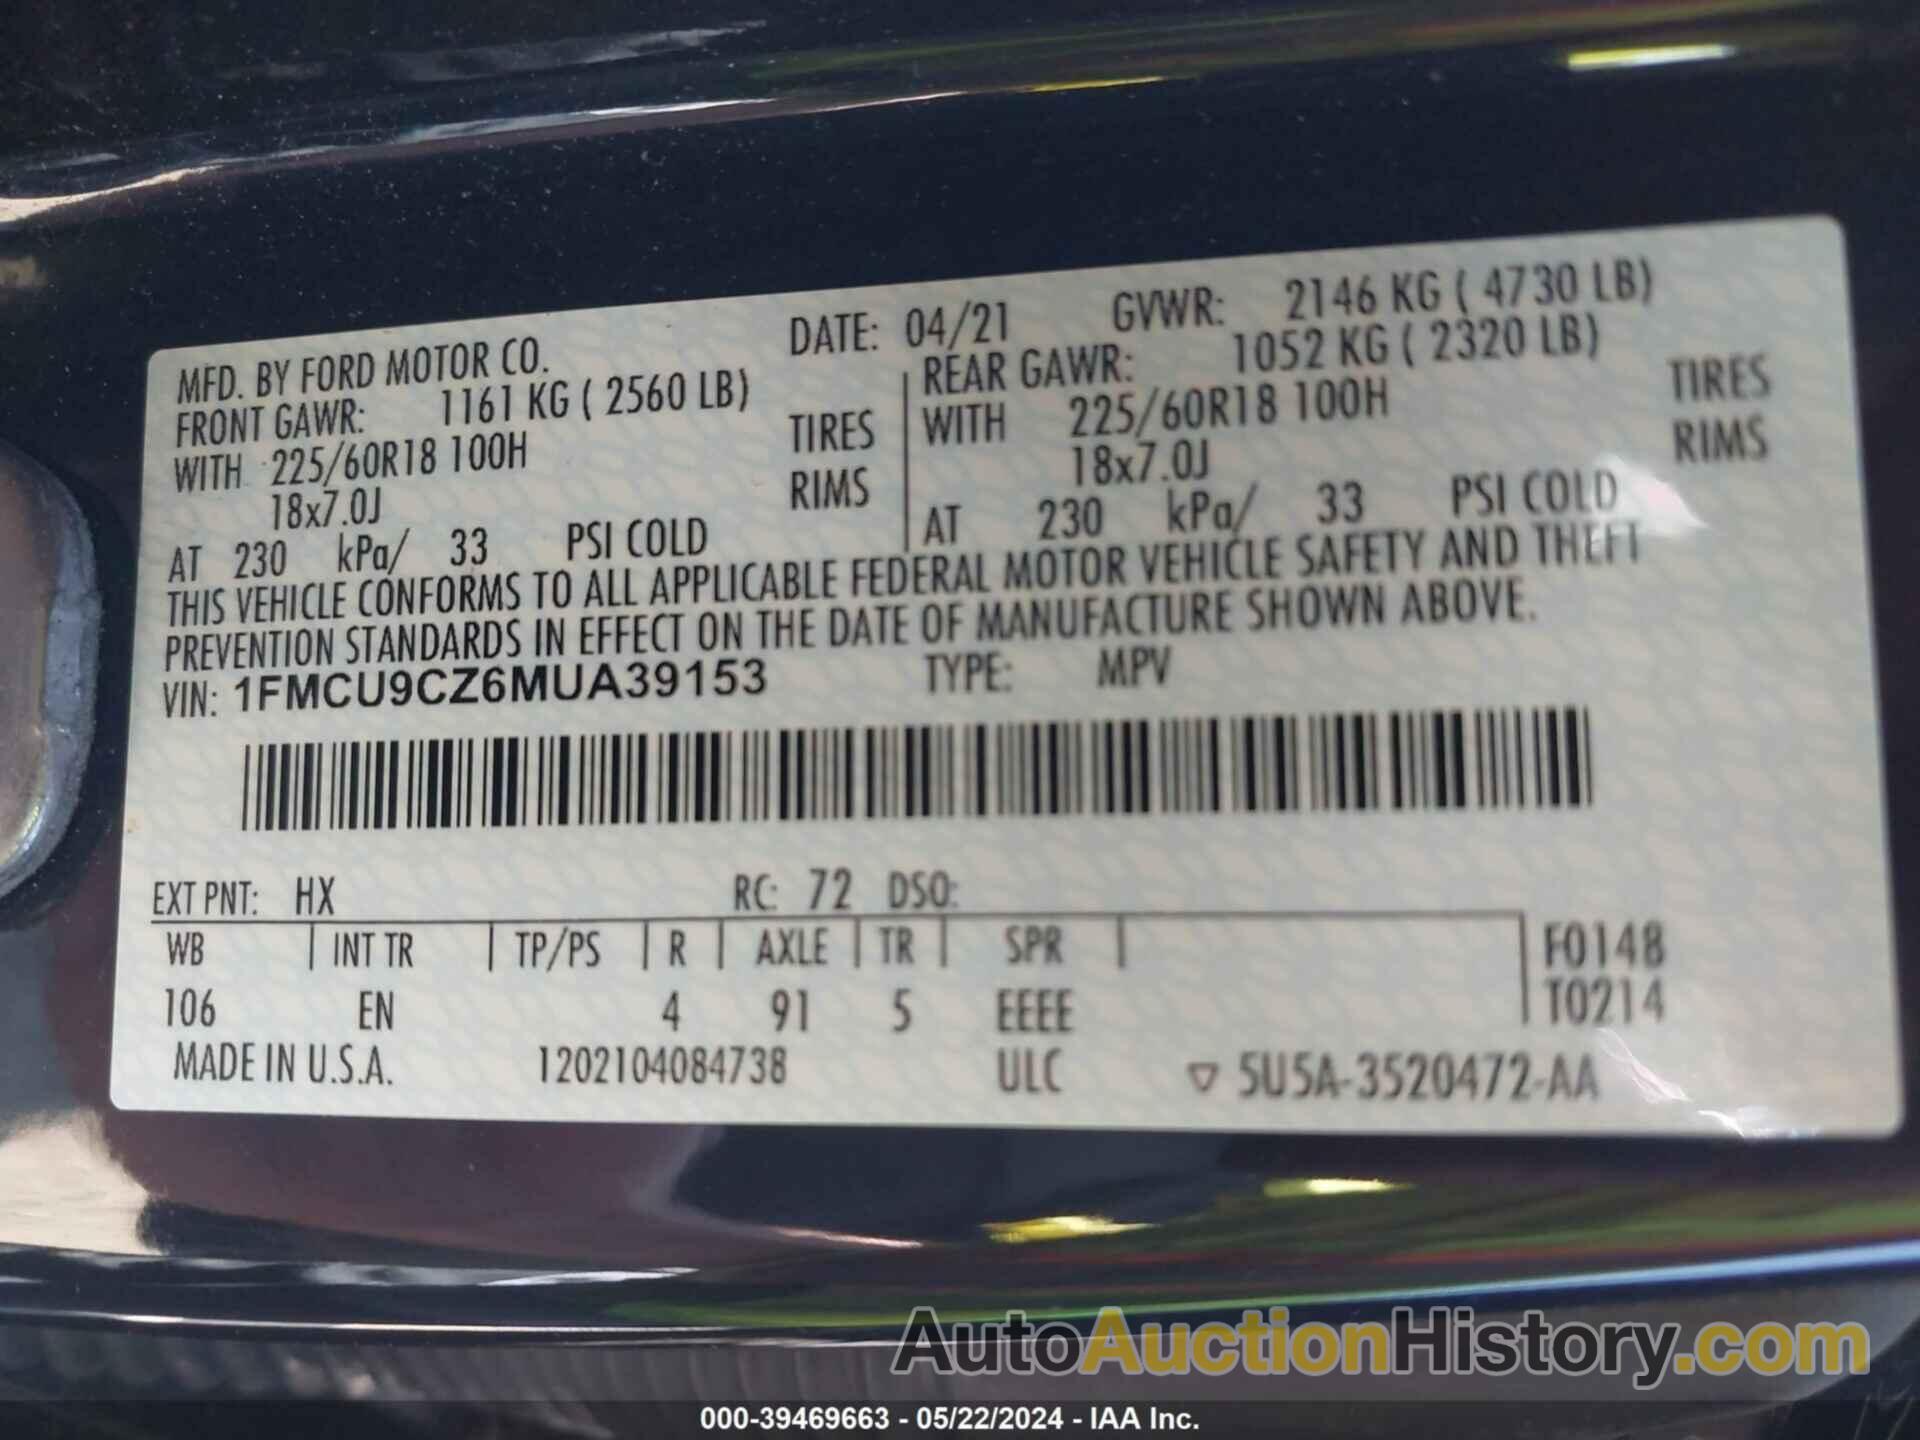 MFD. BY FORD MOTOR CO. DATE: 04/21 GVWR: 2146 KG ( 4730 LB)
FRONT GAWR: 1161 KG ( 2560 LB) REAR GAWR: 1052 KG ( 2320 LB)
WITH 225/60R18 100H TIRES WITH 225/60R18 100H TIRES
18x7.0J RIMS 18x7.0J RIMS
AT 230 kPa/ 33 PSI COLD AT 230 kPa/ 33 PSI COLD
THIS VEHICLE CONFORMS TO ALL APPLICABLE FEDERAL MOTOR VEHICLE SAFETY AND THEFT
PREVENTION STANDARDS IN EFFECT ON THE DATE OF MANUFACTURE SHOWN ABOVE.
VIN: 1FMCU9CZ6MUA39153 TYPE: MPV
EXT PNT: HX RC: 72 DSO:
WB INT TR TP/PS R AXLE TR SPR F0148
106 EN 4 91 5 EEEE T0214
MADE IN U.S.A. 1202104084738 ULC ▽ 5U5A-3520472-AA
AutoAuctionHistory.com
000-39469663 - 05/22/2024 - IAA Inc.